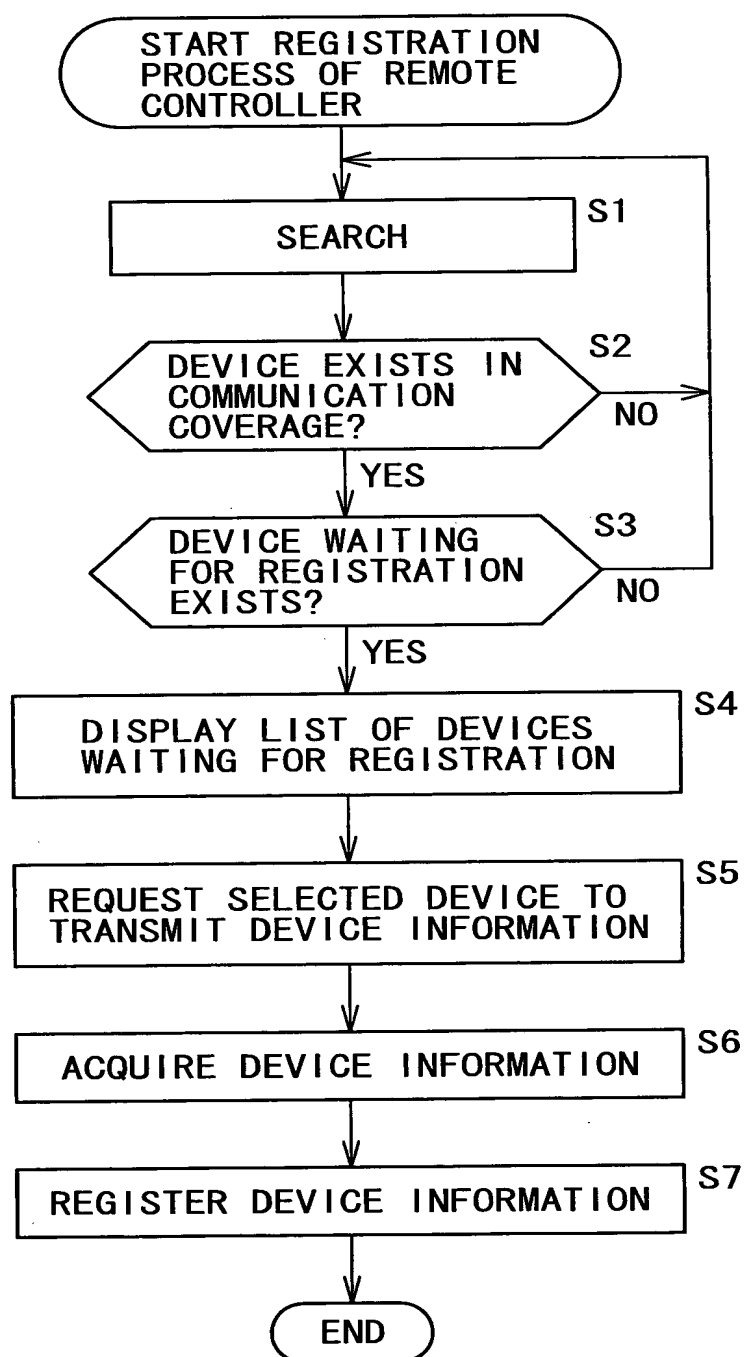 START REGISTRATION
PROCESS OF REMOTE
CONTROLLER
SEARCH
S1
DEVICE EXISTS IN
COMMUNICATION
COVERAGE?
S2
NO
YES
DEVICE WAITING
FOR REGISTRATION
EXISTS?
S3
NO
YES
DISPLAY LIST OF DEVICES
WAITING FOR REGISTRATION
S4
REQUEST SELECTED DEVICE TO
TRANSMIT DEVICE INFORMATION
S5
ACQUIRE DEVICE INFORMATION
S6
REGISTER DEVICE INFORMATION
S7
END